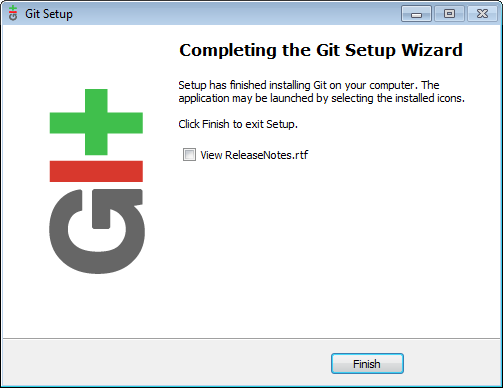 Git Setup
Completing the Git Setup Wizard
Setup has finished installing Git on your computer. The
application may be launched by selecting the installed icons.
Click Finish to exit Setup.
View ReleaseNotes.rtf
GIt
Finish